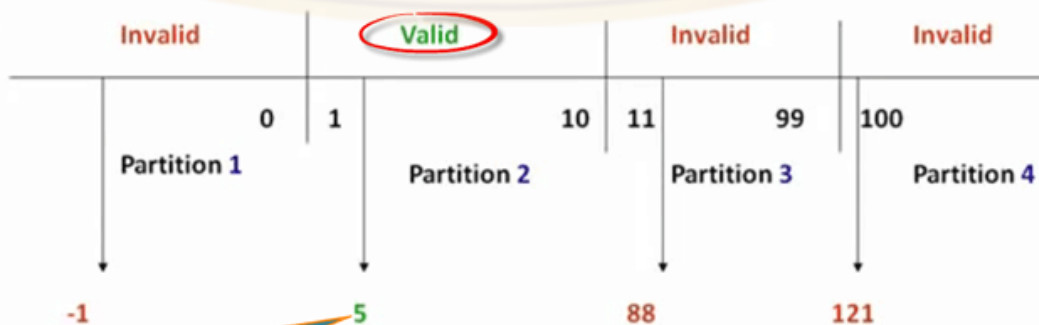 Invalid Valid Invalid Invalid
0 1 10 11 99 100
Partition 1 Partition 2 Partition 3 Partition 4
-1 5 88 121